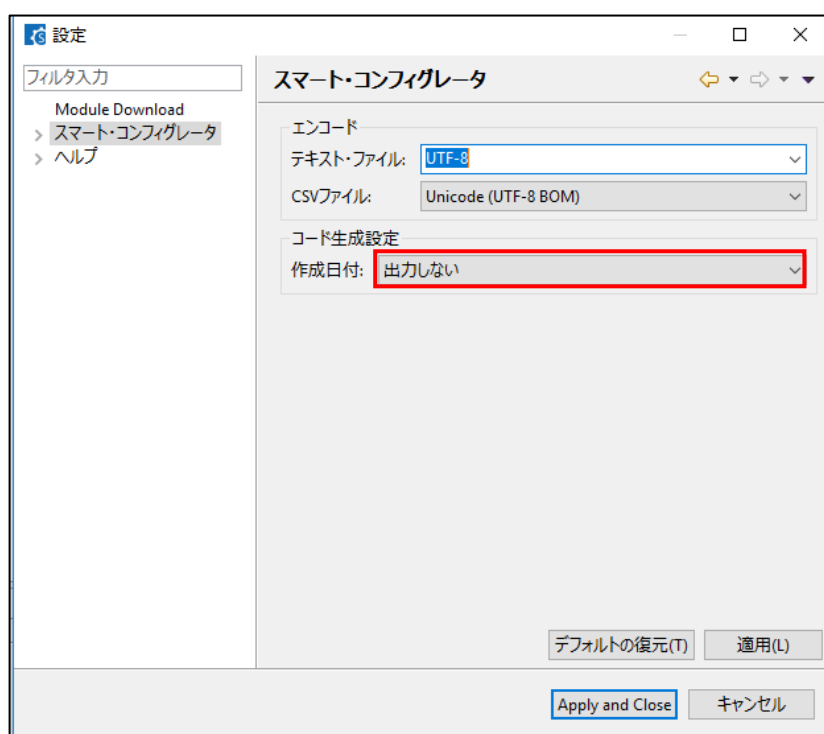 設定
フィルタ入力
Module Download
スマート・コンフィグレータ
ヘルプ
スマート・コンフィグレータ
エンコード
テキスト・ファイル: UTF-8
CSVファイル: Unicode (UTF-8 BOM)
コード生成設定
作成日付: 出力しない
デフォルトの復元(T) 適用(L)
Apply and Close キャンセル